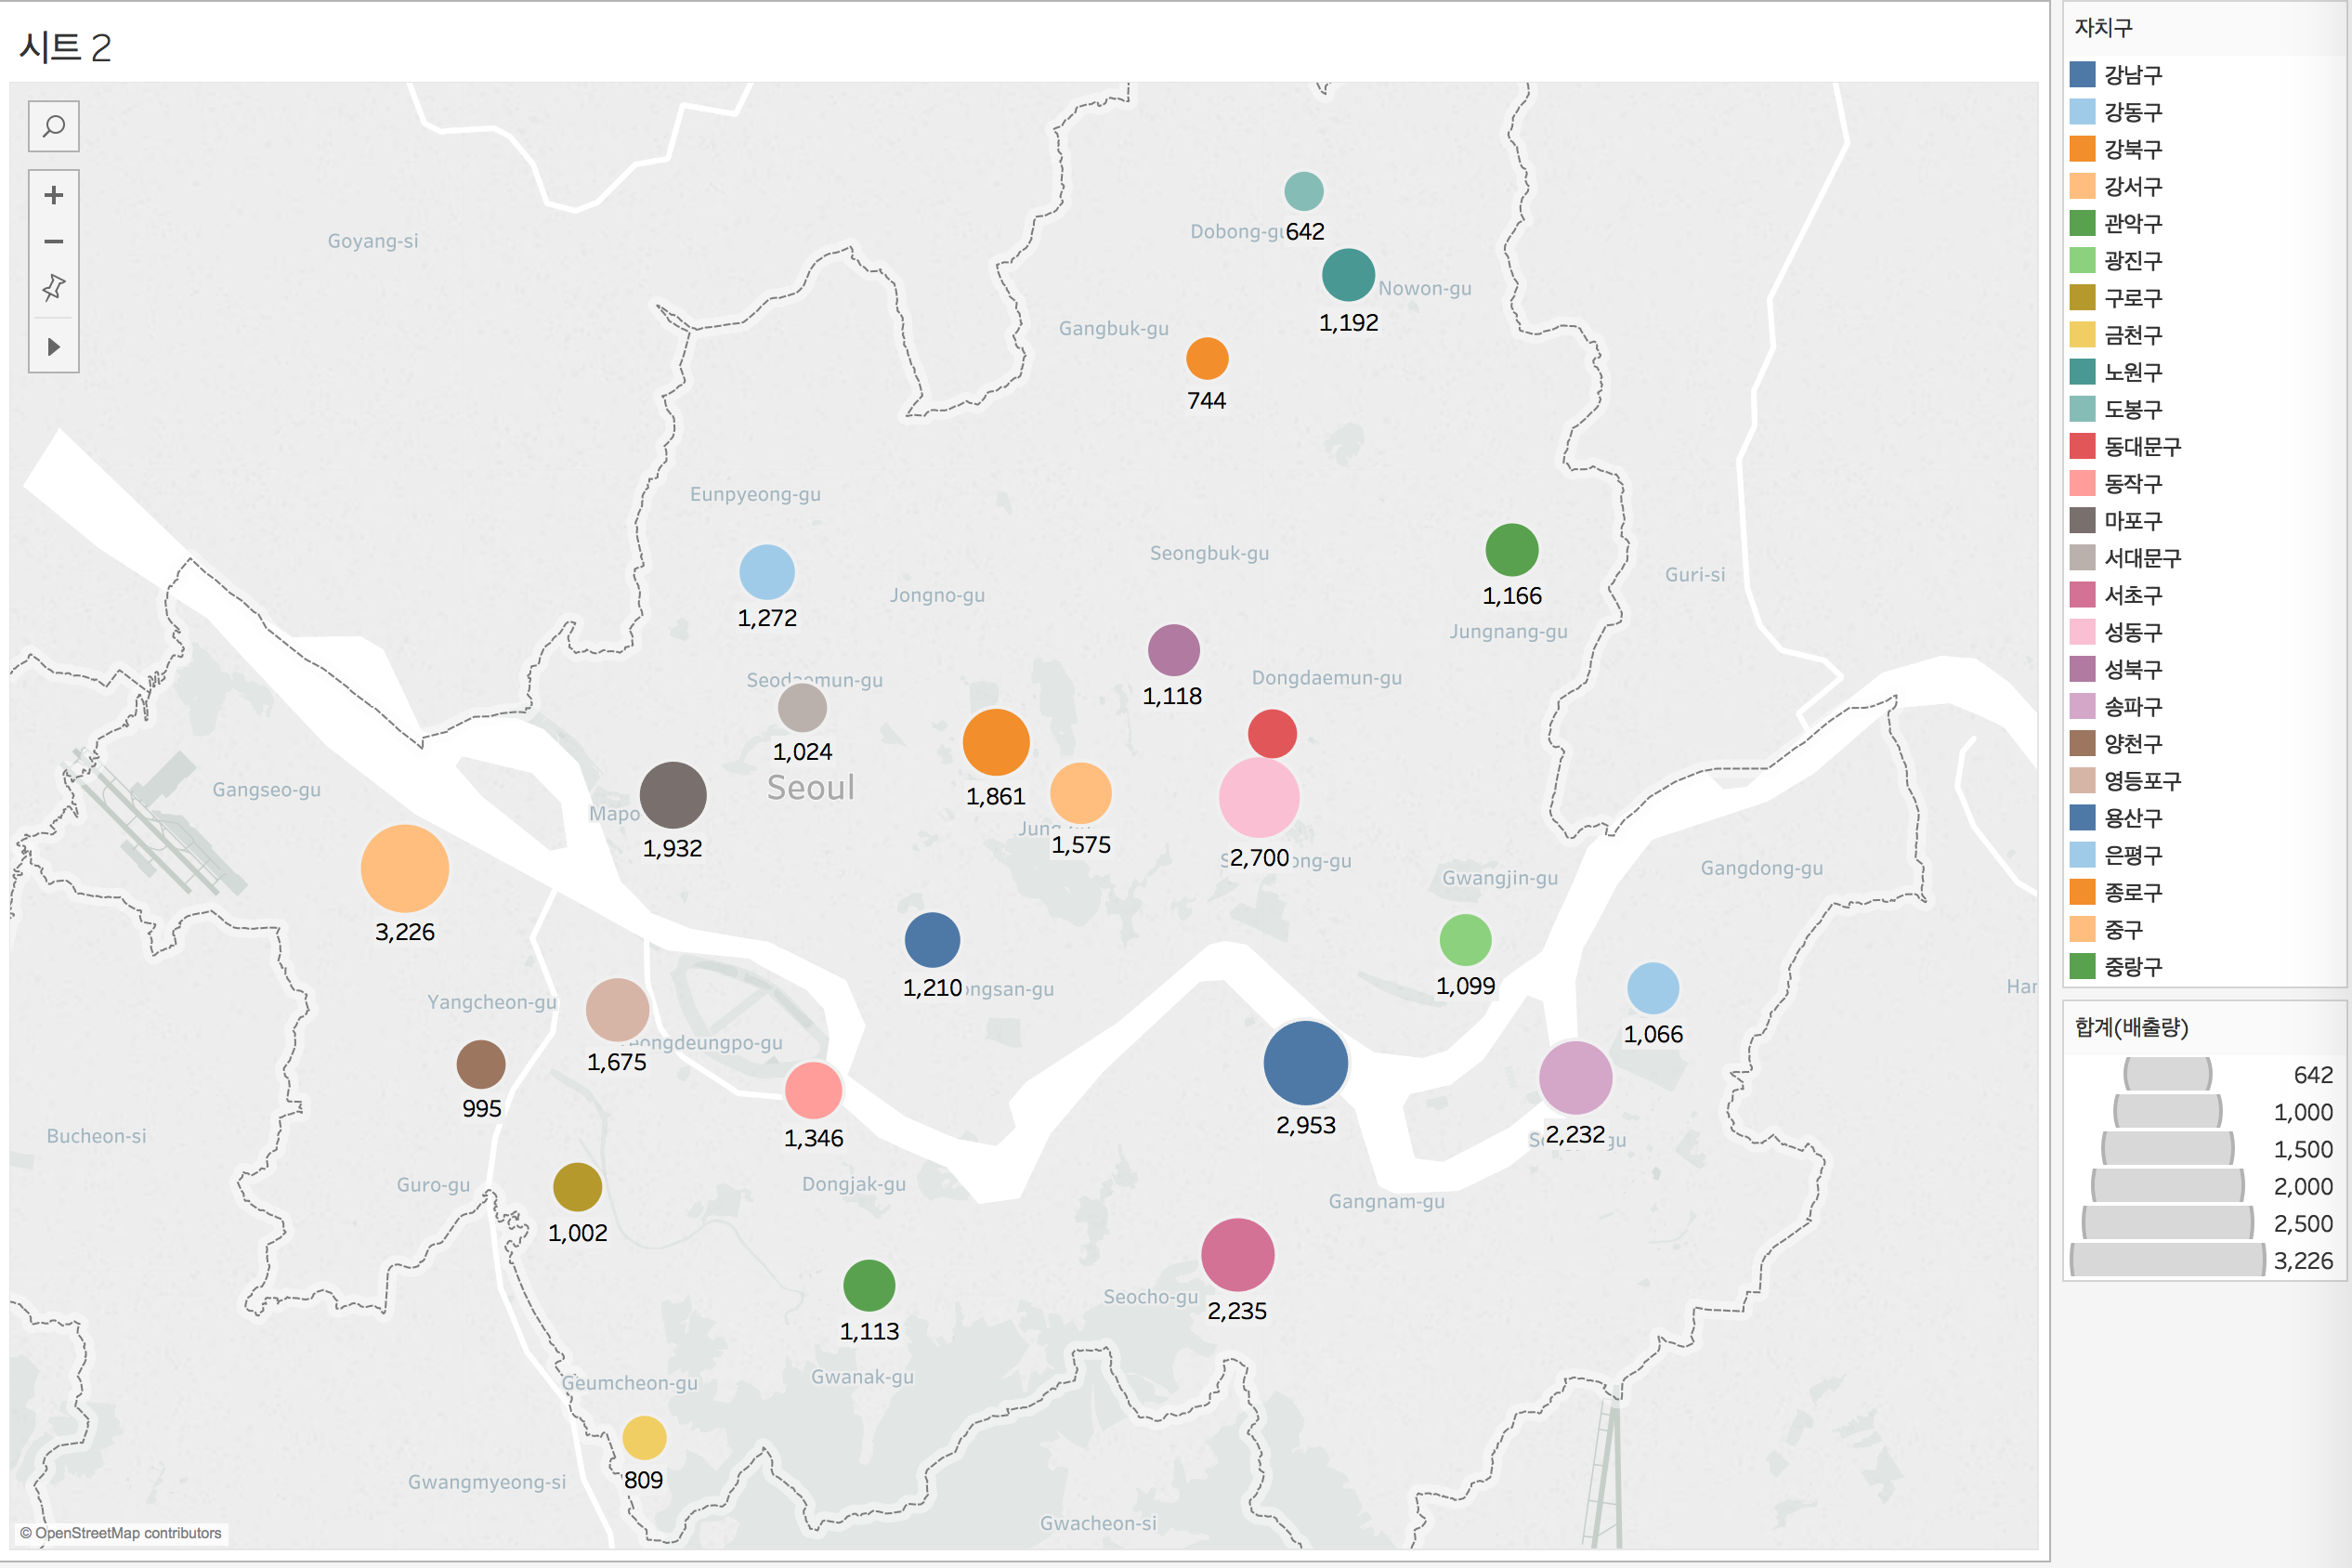 시트 2
Goyang-si
Dobong-gu
642
Nowon-gu
1,192
Gangbuk-gu
744
Eunpyeong-gu
1,272
Seongbuk-gu
Jongno-gu
1,166
Guri-si
Jungnang-gu
1,118
Dongdaemun-gu
Seodaemun-gu
1,024
Seoul
Gangseo-gu
1,861
Mapo
1,932
1,575
2,700
ong-gu
Gwangjin-gu
Gangdong-gu
3,226
1,210
ongsan-gu
1,099
Yangcheon-gu
Har
1,066
eongdeungpo-gu
1,675
995
Bucheon-si
1,346
2,953
2,232
Guro-gu
Dongjak-gu
Gangnam-gu
1,002
Seocho-gu
2,235
1,113
Gwanak-gu
Geumcheon-gu
809
Gwangmyeong-si
Gwacheon-si
© OpenStreetMap contributors
자치구
강남구
강동구
강북구
강서구
관악구
광진구
구로구
금천구
노원구
도봉구
동대문구
동작구
마포구
서대문구
서초구
성동구
성북구
송파구
양천구
영등포구
용산구
은평구
종로구
중구
중랑구
합계(배출량)
642
1,000
1,500
2,000
2,500
3,226